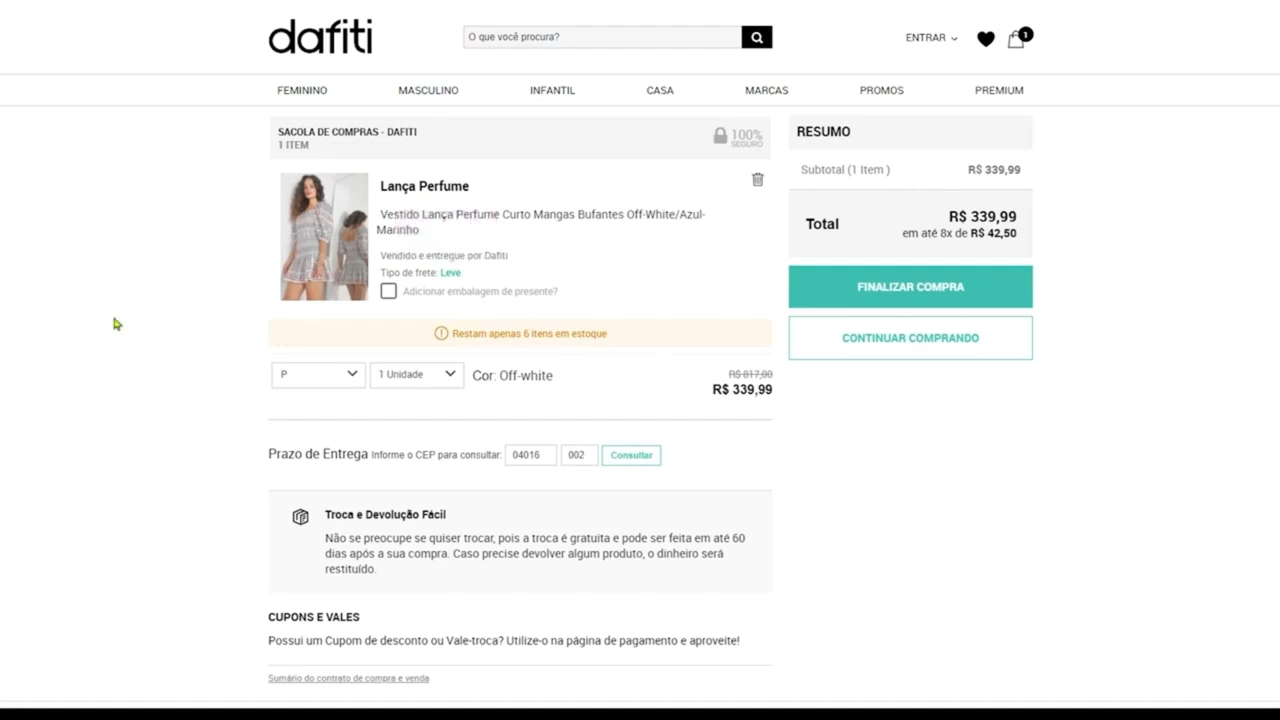 dafiti
O que você procura?
ENTRAR
1
FEMININO
MASCULINO
INFANTIL
CASA
MARCAS
PROMOS
PREMIUM
SACOLA DE COMPRAS - DAFITI
1 ITEM
100%
SEGURO
Lança Perfume
Vestido Lança Perfume Curto Mangas Bufantes Off-White/Azul-
Marinho
Vendido e entregue por Dafiti
Tipo de frete: Leve
Adicionar embalagem de presente?
Restam apenas 6 itens em estoque
P
1 Unidade
Cor: Off-white
R$ 817,00
R$ 339,99
Prazo de Entrega Informe o CEP para consultar: 04016 002 Consultar
Troca e Devolução Fácil
Não se preocupe se quiser trocar, pois a troca é gratuita e pode ser feita em até 60
dias após a sua compra. Caso precise devolver algum produto, o dinheiro será
restituído.
CUPONS E VALES
Possui um Cupom de desconto ou Vale-troca? Utilize-o na página de pagamento e aproveite!
Sumário do contrato de compra e venda
RESUMO
Subtotal (1 Item ) R$ 339,99
Total R$ 339,99
em até 8x de R$ 42,50
FINALIZAR COMPRA
CONTINUAR COMPRANDO